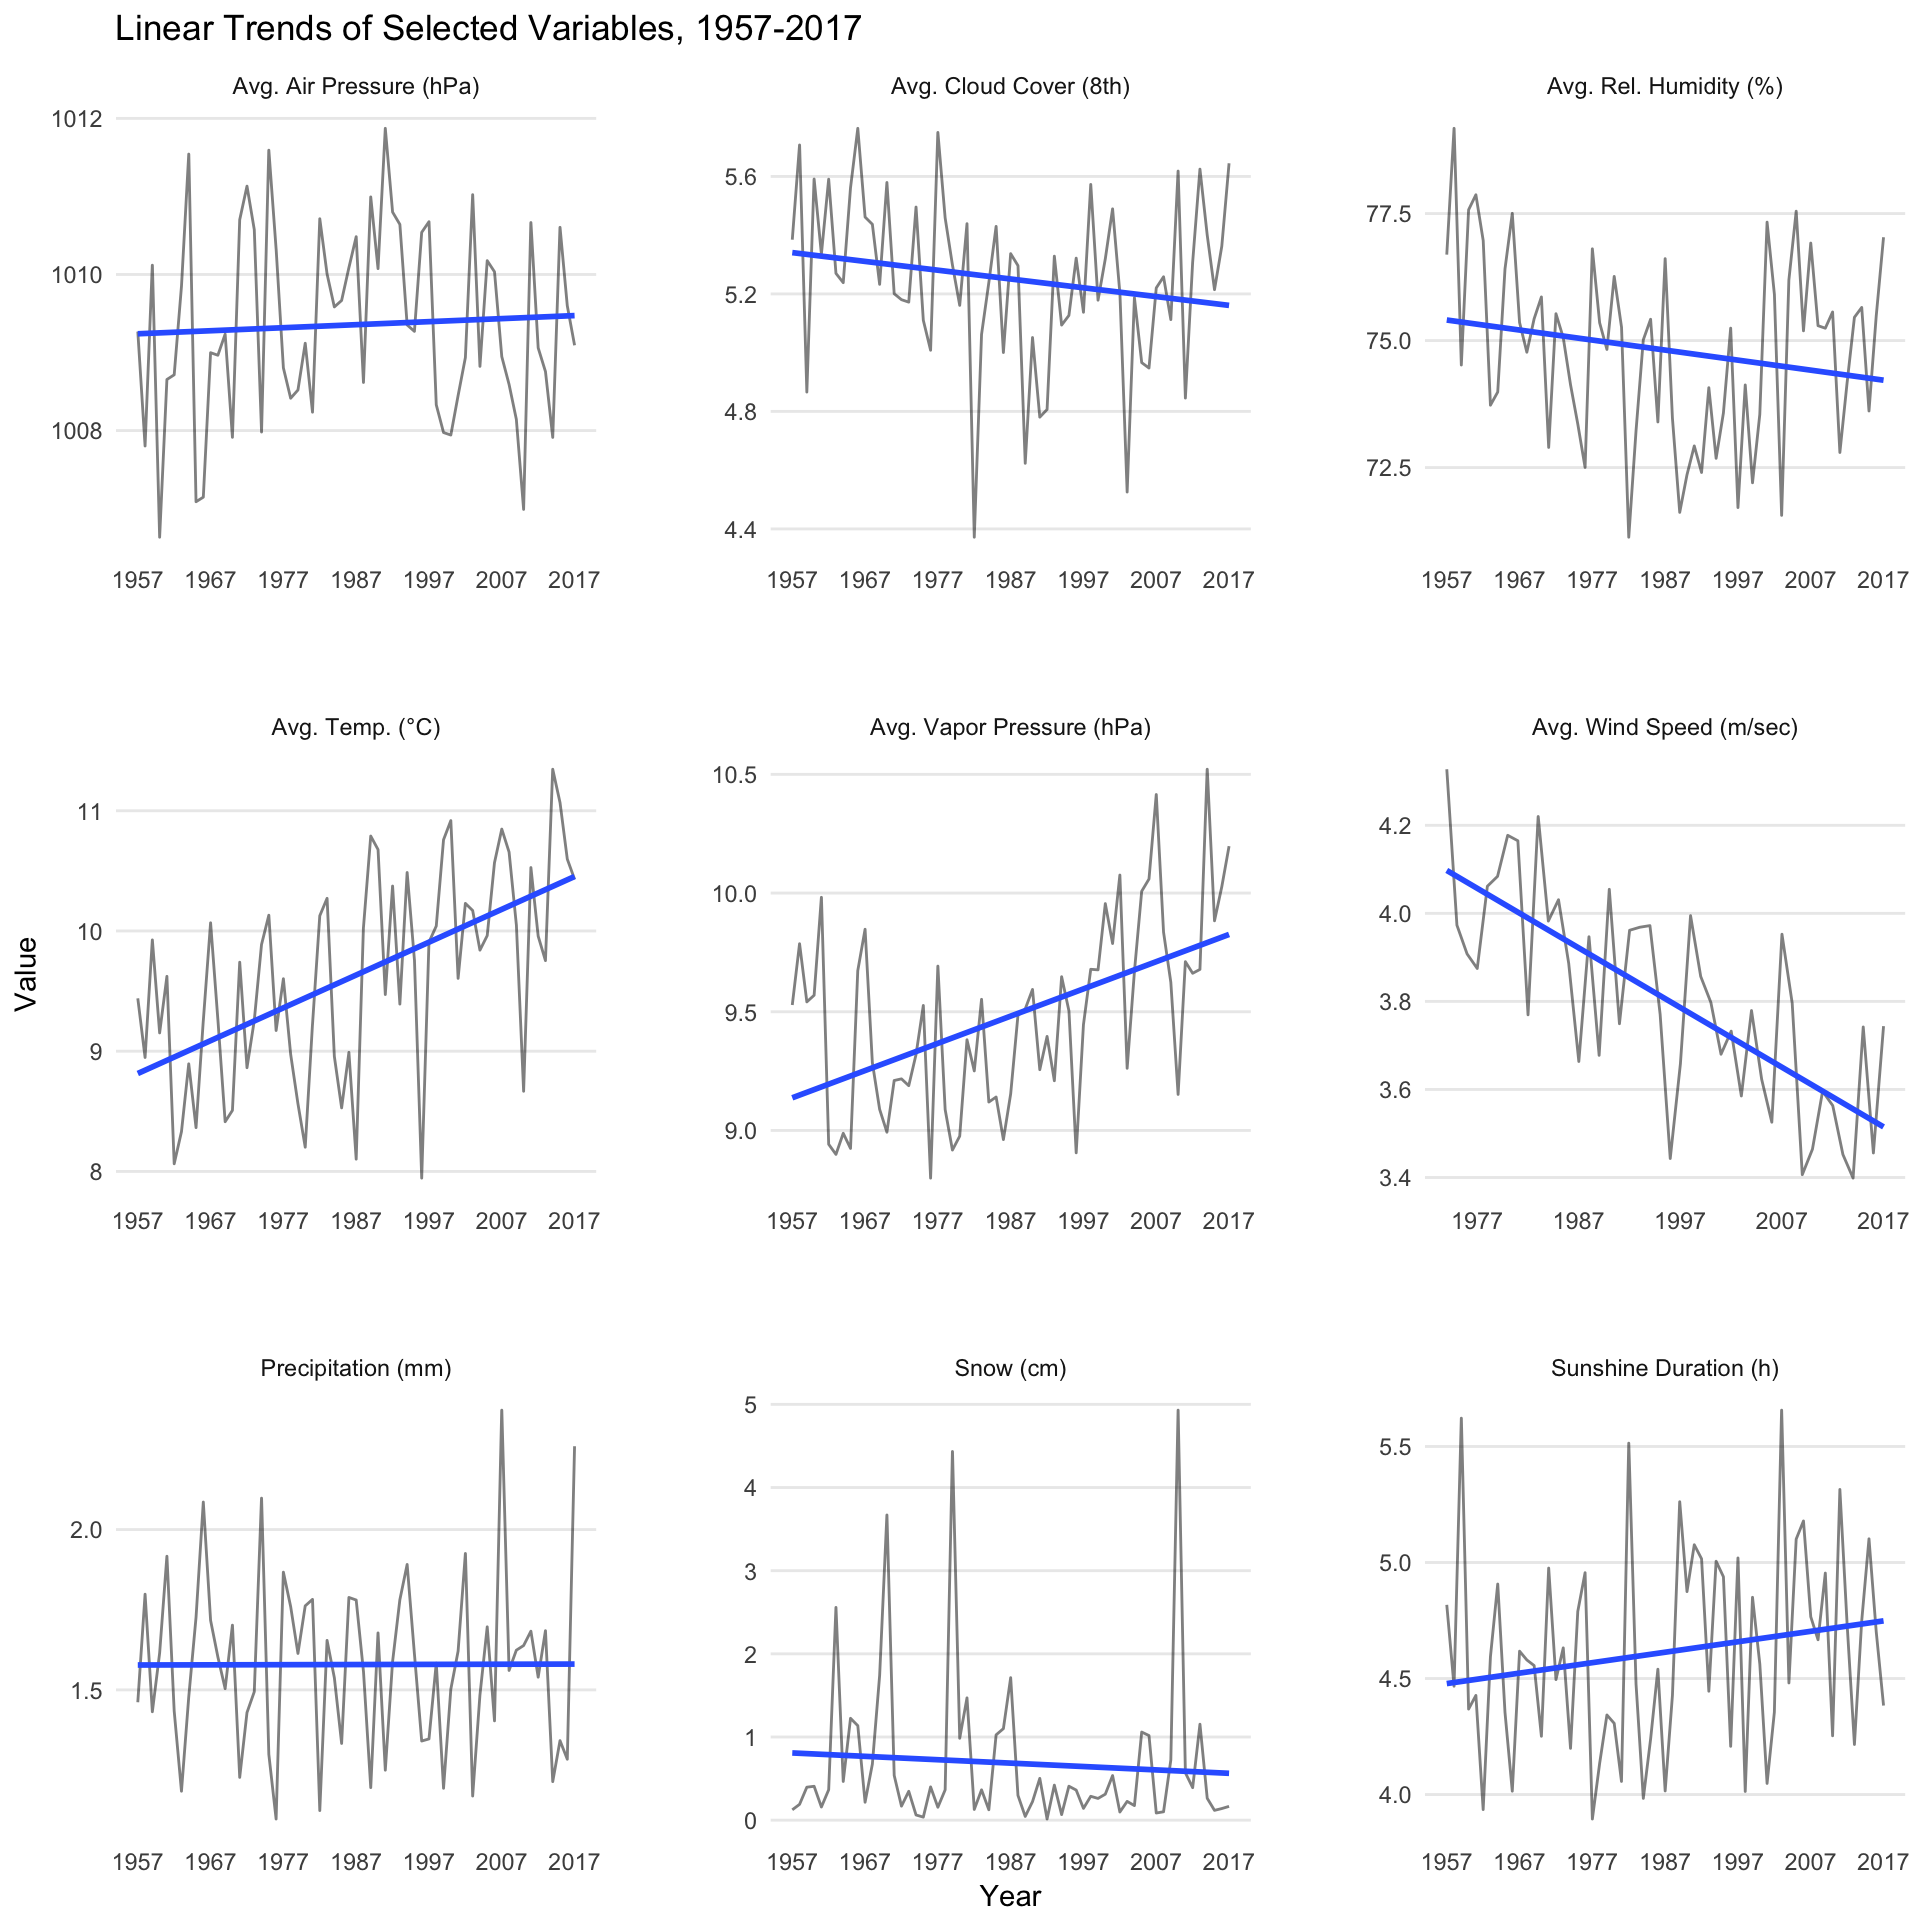 Linear Trends of Selected Variables, 1957-2017
Avg. Air Pressure (hPa)
1012
1010
1008
1957 1967 1977 1987 1997 2007 2017
Avg. Cloud Cover (8th)
5.6
5.2
4.8
4.4
1957 1967 1977 1987 1997 2007 2017
Avg. Rel. Humidity (%)
77.5
75.0
72.5
1957 1967 1977 1987 1997 2007 2017
Value
Avg. Temp. (°C)
11
10
9
8
1957 1967 1977 1987 1997 2007 2017
Avg. Vapor Pressure (hPa)
10.5
10.0
9.5
9.0
1957 1967 1977 1987 1997 2007 2017
Avg. Wind Speed (m/sec)
4.2
4.0
3.8
3.6
3.4
1977 1987 1997 2007 2017
Precipitation (mm)
2.0
1.5
1957 1967 1977 1987 1997 2007 2017
Snow (cm)
5
4
3
2
1
0
1957 1967 1977 1987 1997 2007 2017
Sunshine Duration (h)
5.5
5.0
4.5
4.0
1957 1967 1977 1987 1997 2007 2017
Year